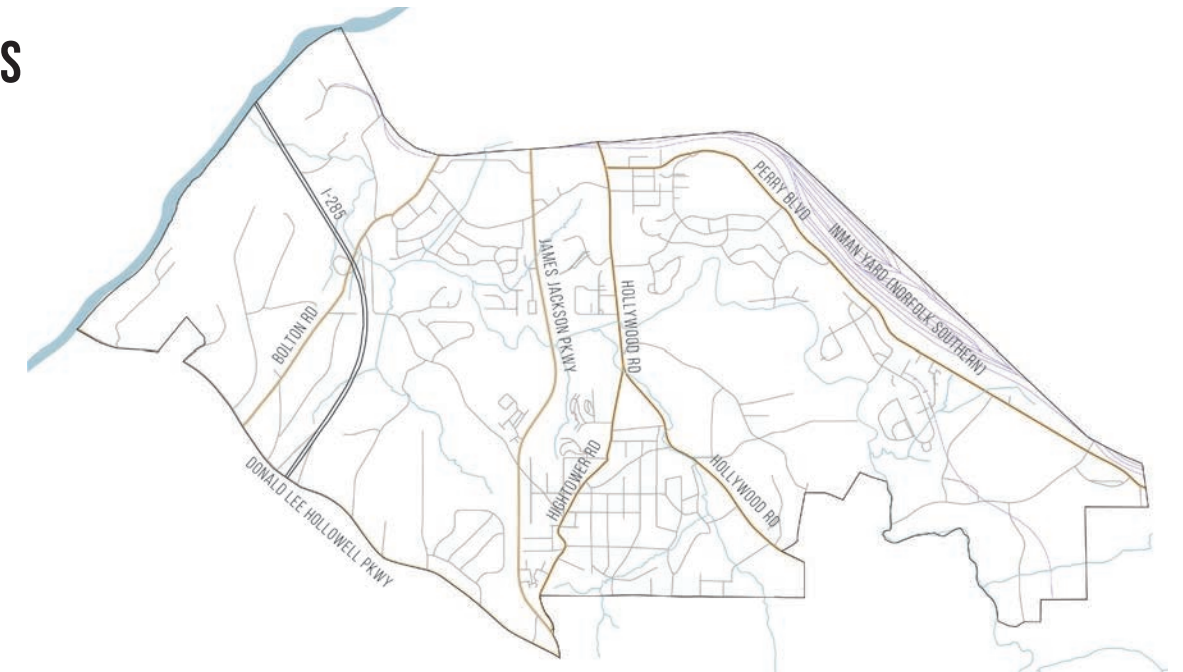 S
I-285
PERRY BLVD
INMAN YARD (NORFOLK SOUTHERN)
JAMES JACKSON PKWY
HOLLYWOOD RD
BOLTON RD
HIGHTOWER RD
HOLLYWOOD RD
DONALD LEE HOLLOWELL PKWY